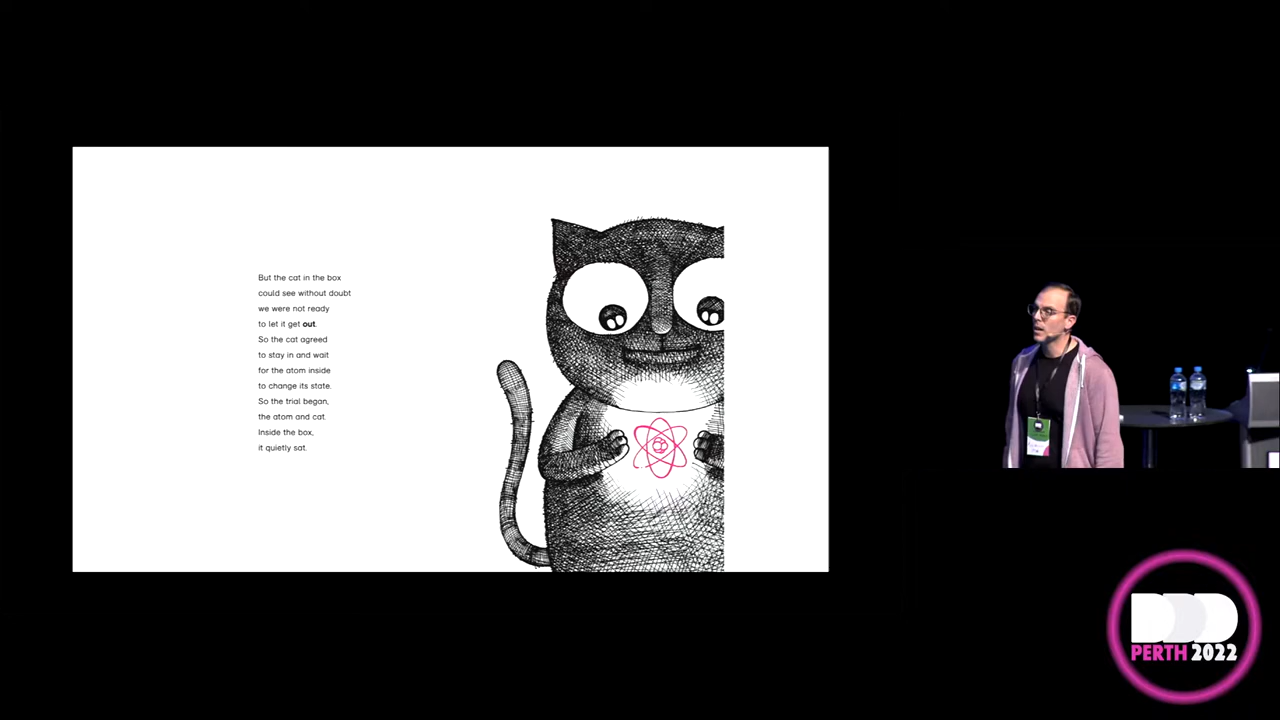 But the cat in the box
could see without doubt
we were not ready
to let it get out.
So the cat agreed
to stay in and wait
for the atom inside
to change its state.
So the trial began,
the atom and cat.
Inside the box,
it quietly sat.
DDD
PERTH 2022